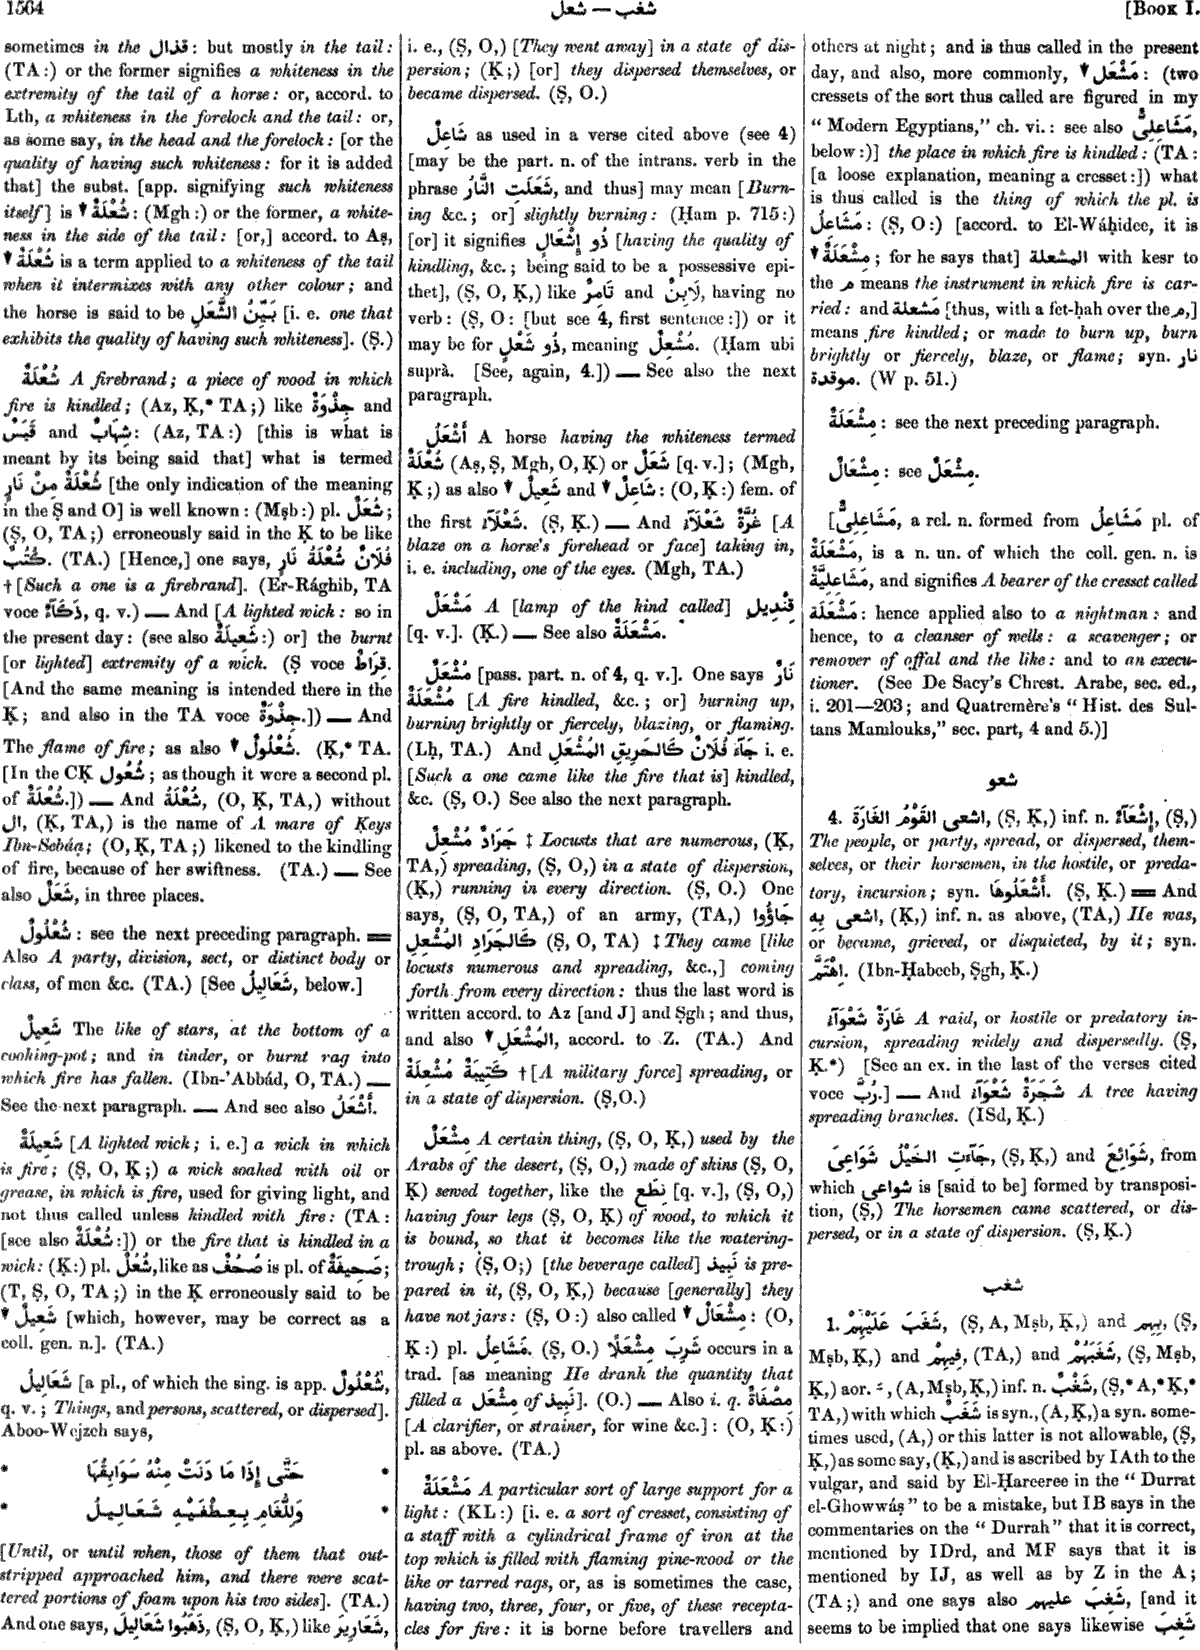 1564
شغب — شعل
[BOOK I.
sometimes in the قذال: but mostly in the tail:
(TA:) or the former signifies a whiteness in the
extremity of the tail of a horse: or, accord. to
Lth, a whiteness in the forelock and the tail: or,
as some say, in the head and the forelock: [or the
quality of having such whiteness: for it is added
that] the subst. [app. signifying such whiteness
itself] is ▼ شُعْلَةٌ: (Mgh:) or the former, a white-
ness in the side of the tail: [or,] accord. to Aṣ,
▼ شُعْلَةٌ is a term applied to a whiteness of the tail
when it intermixes with any other colour; and
the horse is said to be بَيِّنُ الشَّعَلِ [i. e. one that
exhibits the quality of having such whiteness]. (Ṣ.)
شُعْلَةٌ A firebrand; a piece of wood in which
fire is kindled; (Az, Ḳ,* TA;) like جِذْوَةٌ and
قَبَسٌ and شِهَابٌ: (Az, TA:) [this is what is
meant by its being said that] what is termed
شُعْلَةٌ مِنْ نَارٍ [the only indication of the meaning
in the Ṣ and O] is well known: (Mṣb:) pl. شُعَلٌ;
(Ṣ, O, TA;) erroneously said in the Ḳ to be like
كُتُبٌ. (TA.) [Hence,] one says, فُلَانٌ شُعْلَةُ نَارٍ
† [Such a one is a firebrand]. (Er-Rághib, TA
voce ذَكَآءٌ, q. v.) — And [A lighted wick: so in
the present day: (see also شَعِيلَةٌ:) or] the burnt
[or lighted] extremity of a wick. (Ṣ voce قِرَاطٌ.
[And the same meaning is intended there in the
Ḳ; and also in the TA voce جِذْوَةٌ.]) — And
The flame of fire; as also ▼ شُعْلُولٌ. (Ḳ,* TA.
[In the CḲ شُعُول; as though it were a second pl.
of شُعْلَةٌ.]) — And شُعْلَةُ, (O, Ḳ, TA,) without
ال, (Ḳ, TA,) is the name of A mare of Ḳeys
Ibn-Sebáạ; (O, Ḳ, TA;) likened to the kindling
of fire, because of her swiftness. (TA.) — See
also شَعَلٌ, in three places.
شُعْلُولٌ: see the next preceding paragraph. ═
Also A party, division, sect, or distinct body or
class, of men &c. (TA.) [See شَعَالِيلُ, below.]
شَعِيلٌ The like of stars, at the bottom of a
cooking-pot; and in tinder, or burnt rag into
which fire has fallen. (Ibn-'Abbád, O, TA.) —
See the next paragraph. — And see also أَشْعَلُ.
شَعِيلَةٌ [A lighted wick; i. e.] a wick in which
is fire; (Ṣ, O, Ḳ;) a wick soaked with oil or
grease, in which is fire, used for giving light, and
not thus called unless kindled with fire: (TA:
[see also شُعْلَةٌ:]) or the fire that is kindled in a
wick: (Ḳ:) pl. شُعُلٌ, like as صُحُفٌ is pl. of صَحِيفَةٌ;
(T, Ṣ, O, TA;) in the Ḳ erroneously said to be
▼ شَعِيلٌ [which, however, may be correct as a
coll. gen. n.]. (TA.)
شَعَالِيلُ [a pl., of which the sing. is app. شُعْلُولٌ,
q. v.; Things, and persons, scattered, or dispersed].
Aboo-Wejzeh says,
* حَتَّى إِذَا مَا دَنَتْ مِنْهُ سَوَابِقُهَا *
* وَلِلُّغَامِ بِعِطْفَيْهِ شَعَالِيلُ *
[Until, or until when, those of them that out-
stripped approached him, and there were scat-
tered portions of foam upon his two sides]. (TA.)
And one says, ذَهَبُوا شَعَالِيلَ, (Ṣ, O, Ḳ,) like شَعَارِيرَ,
i. e., (Ṣ, O,) [They went away] in a state of dis-
persion; (Ḳ;) [or] they dispersed themselves, or
became dispersed. (Ṣ, O.)
شَاعِلٌ as used in a verse cited above (see 4)
[may be the part. n. of the intrans. verb in the
phrase شَعَلَتِ النَّارُ, and thus] may mean [Burn-
ing &c.; or] slightly burning: (Ḥam p. 715:)
[or] it signifies ذُو إِشْعَالٍ [having the quality of
kindling, &c.; being said to be a possessive epi-
thet], (Ṣ, O, Ḳ,) like تَامِرٌ and لَابِنٌ, having no
verb: (Ṣ, O: [but see 4, first sentence:]) or it
may be for ذُو شَعْلٍ, meaning مُشْعِلٌ. (Ḥam ubi
suprà. [See, again, 4.]) — See also the next
paragraph.
أَشْعَلُ A horse having the whiteness termed
شُعْلَةٌ (Aṣ, Ṣ, Mgh, O, Ḳ) or شَعَلٌ [q. v.]; (Mgh,
Ḳ;) as also ▼ شَعِيلٌ and ▼ شَاعِلٌ: (O, Ḳ:) fem. of
the first شَعْلَآءُ. (Ṣ, Ḳ.) — And غُرَّةٌ شَعْلَآءُ [A
blaze on a horse's forehead or face] taking in,
i. e. including, one of the eyes. (Mgh, TA.)
مَشْعَلٌ A [lamp of the kind called] قِنْدِيل
[q. v.]. (Ḳ.) — See also مَشْعَلَةٌ.
مُشْعَلٌ [pass. part. n. of 4, q. v.]. One says نَارٌ
مُشْعَلَةٌ [A fire kindled, &c.; or] burning up,
burning brightly or fiercely, blazing, or flaming.
(Lḥ, TA.) And جَآءَ فُلَانٌ كَالحَرِيقِ المُشْعَلِ i. e.
[Such a one came like the fire that is] kindled,
&c. (Ṣ, O.) See also the next paragraph.
جَرَادٌ مُشْعِلٌ ‡ Locusts that are numerous, (Ḳ,
TA,) spreading, (Ṣ, O,) in a state of dispersion,
(Ḳ,) running in every direction. (Ṣ, O.) One
says, (Ṣ, O, TA,) of an army, (TA,) جَاؤُوا
كَالجَرَادِ المُشْعِلِ (Ṣ, O, TA) ‡ They came [like
locusts numerous and spreading, &c.,] coming
forth from every direction: thus the last word is
written accord. to Az [and J] and Ṣgh; and thus,
and also ▼ المُشْعَلِ, accord. to Z. (TA.) And
كَتِيبَةٌ مُشْعِلَةٌ † [A military force] spreading, or
in a state of dispersion. (Ṣ, O.)
مِشْعَلٌ A certain thing, (Ṣ, O, Ḳ,) used by the
Arabs of the desert, (Ṣ, O,) made of skins (Ṣ, O,
Ḳ) sewed together, like the نِطَع [q. v.], (Ṣ, O,)
having four legs (Ṣ, O, Ḳ) of wood, to which it
is bound, so that it becomes like the watering-
trough; (Ṣ, O;) [the beverage called] نَبِيذ is pre-
pared in it, (Ṣ, O, Ḳ,) because [generally] they
have not jars: (Ṣ, O:) also called ▼ مِشْعَالٌ: (O,
Ḳ:) pl. مَشَاعِلُ. (Ṣ, O.) شَرِبَ مِشْعَلًا occurs in a
trad. [as meaning He drank the quantity that
filled a مِشْعَل of نَبِيذ]. (O.) — Also i. q. مِصْفَاةٌ
[A clarifier, or strainer, for wine &c.]: (O, Ḳ:)
pl. as above. (TA.)
مَشْعَلَةٌ A particular sort of large support for a
light: (KL:) [i. e. a sort of cresset, consisting of
a staff with a cylindrical frame of iron at the
top which is filled with flaming pine-wood or the
like or tarred rags, or, as is sometimes the case,
having two, three, four, or five, of these recepta-
cles for fire: it is borne before travellers and
others at night; and is thus called in the present
day, and also, more commonly, ▼ مَشْعَل: (two
cressets of the sort thus called are figured in my
“Modern Egyptians,” ch. vi.: see also مَشَاعِلِىٌّ,
below:)] the place in which fire is kindled: (TA:
[a loose explanation, meaning a cresset:]) what
is thus called is the thing of which the pl. is
مَشَاعِلُ: (Ṣ, O:) [accord. to El-Wáḥidee, it is
▼ مِشْعَلَةٌ; for he says that] المشعلة with kesr to
the م means the instrument in which fire is car-
ried: and مَشعلة [thus, with a fet-ḥah over the م,]
means fire kindled; or made to burn up, burn
brightly or fiercely, blaze, or flame; syn. نار
موقدة. (W p. 51.)
مِشْعَلَةٌ: see the next preceding paragraph.
مِشْعَالٌ: see مِشْعَلٌ.
[مَشَاعِلِىٌّ, a rel. n. formed from مَشَاعِلُ pl. of
مَشْعَلَةٌ, is a n. un. of which the coll. gen. n. is
مَشَاعِلِيَّةٌ, and signifies A bearer of the cresset called
مَشْعَلَة: hence applied also to a nightman: and
hence, to a cleanser of wells: a scavenger; or
remover of offal and the like: and to an execu-
tioner. (See De Sacy's Chrest. Arabe, sec. ed.,
i. 201—203; and Quatremère's “Hist. des Sul-
tans Mamlouks,” sec. part, 4 and 5.)]
شعو
4. اشعى القَوْمُ الغَارَةَ, (Ṣ, Ḳ,) inf. n. إِشْعَآءٌ, (Ṣ,)
The people, or party, spread, or dispersed, them-
selves, or their horsemen, in the hostile, or preda-
tory, incursion; syn. أَشْعَلُوهَا. (Ṣ, Ḳ.) ═ And
اشعى بِهِ, (Ḳ,) inf. n. as above, (TA,) He was,
or became, grieved, or disquieted, by it; syn.
اهْتَمَّ. (Ibn-Ḥabeeb, Ṣgh, Ḳ.)
غَارَةٌ شَعْوَآءُ A raid, or hostile or predatory in-
cursion, spreading widely and dispersedly. (Ṣ,
Ḳ.*) [See an ex. in the last of the verses cited
voce رُبَّ.] — And شَجَرَةٌ شَعْوَآءُ A tree having
spreading branches. (ISd, Ḳ.)
جَآءَتِ الخَيْلُ شَوَاعِىَ, (Ṣ, Ḳ,) and شَوَائِعَ, from
which شواعى is [said to be] formed by transposi-
tion, (Ṣ,) The horsemen came scattered, or dis-
persed, or in a state of dispersion. (Ṣ, Ḳ.)
شغب
1. شَغَبَ عَلَيْهِمْ, (Ṣ, A, Mṣb, Ḳ,) and بِهِمْ, (Ṣ,
Mṣb, Ḳ,) and فِيهِمْ, (TA,) and شَغَبَهُمْ, (Ṣ, Mṣb,
Ḳ,) aor. ـَ, (A, Mṣb, Ḳ,) inf. n. شَغْبٌ, (Ṣ,* A,* Ḳ,*
TA,) with which شَغَبٌ is syn., (A, Ḳ,) a syn. some-
times used, (A,) or this latter is not allowable, (Ṣ,
Ḳ,) as some say, (Ḳ,) and is ascribed by IAth to the
vulgar, and said by El-Ḥareeree in the “Durrat
el-Ghowwáṣ” to be a mistake, but IB says in the
commentaries on the “Durrah” that it is correct,
mentioned by IDrd, and MF says that it is
mentioned by IJ, as well as by Z in the A;
(TA;) and one says also شَغِبَ عليهم, [and it
seems to be implied that one says likewise شَغِبَ